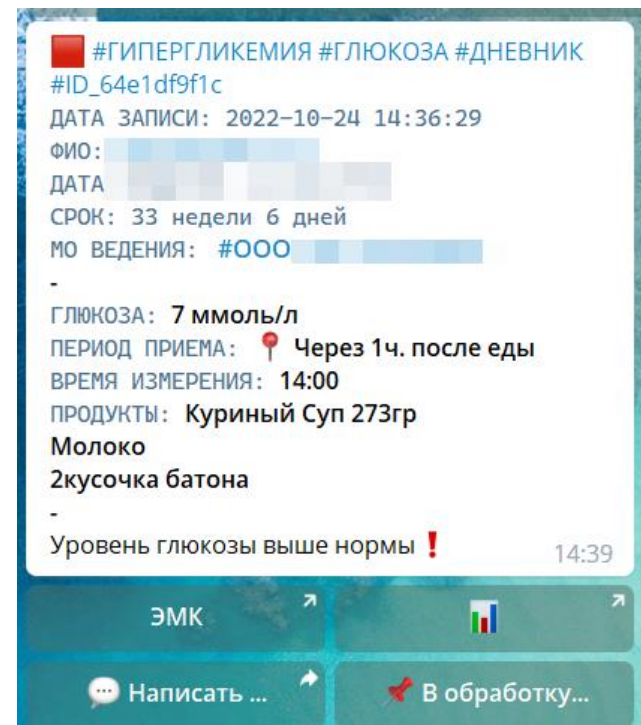 #ГИПЕРГЛИКЕМИЯ #ГЛЮКОЗА #ДНЕВНИК
#ID_64e1df9f1c
ДАТА ЗАПИСИ: 2022-10-24 14:36:29
ФИО:
ДАТА
СРОК: 33 недели 6 дней
МО ВЕДЕНИЯ: #ООО
-
ГЛЮКОЗА: 7 ммоль/л
ПЕРИОД ПРИЕМА: 📍 Через 1ч. после еды
ВРЕМЯ ИЗМЕРЕНИЯ: 14:00
ПРОДУКТЫ: Куриный Суп 273гр
Молоко
2кусочка батона
-
Уровень глюкозы выше нормы❗
14:39
ЭМК
Написать ...
В обработку...